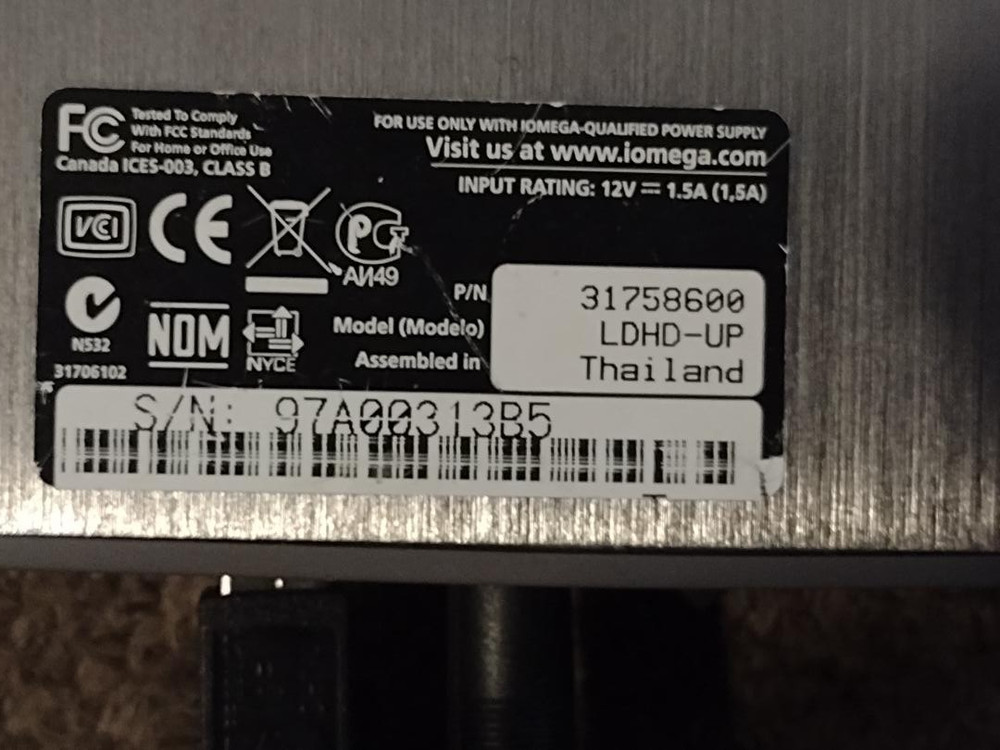 FC Tested To Comply
With FCC Standards
For Home or Office Use
Canada ICES-003, CLASS B
FOR USE ONLY WITH IOMEGA-QUALIFIED POWER SUPPLY
Visit us at www.iomega.com
INPUT RATING: 12V ⎓ 1.5A (1,5A)
VCI CE PCT
АИ49
N532
NOM
NYCE
31706102
P/N 31758600
Model (Modelo) LDHD-UP
Assembled in Thailand
S/N: 97A00313B5